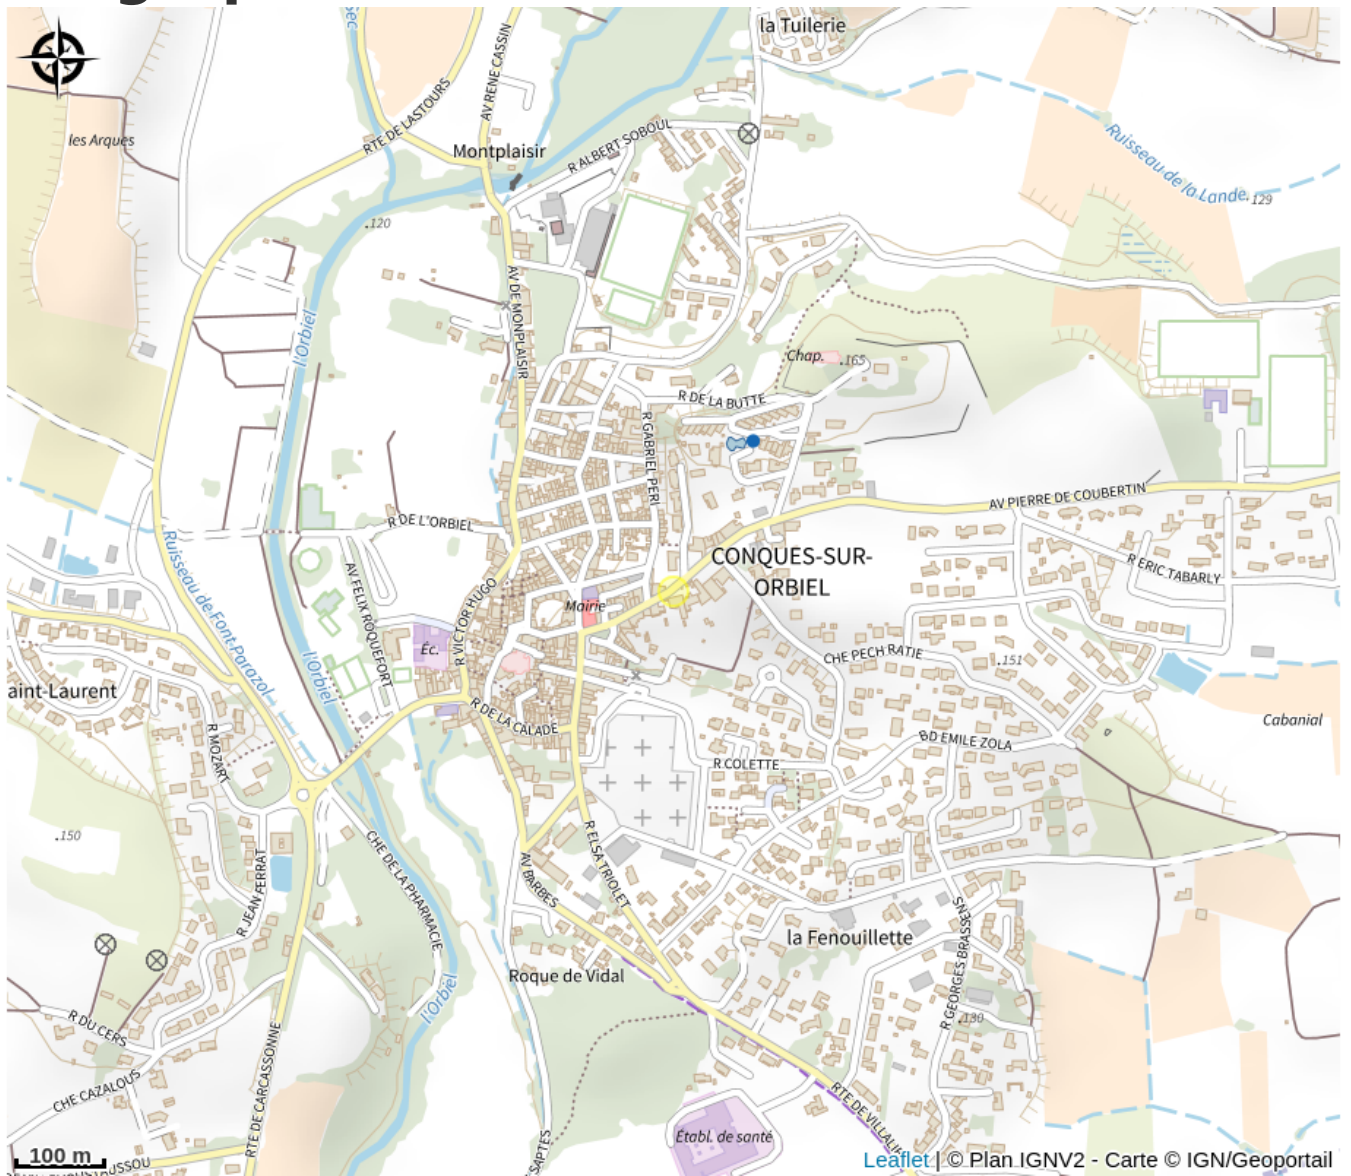 la Tuilerie
AV RENE CASSIN
RTE DE LASTOURS
les Arques
Montplaisir
R ALBERT SOBOUL
Ruisseau de la Lande
129
120
AV DE MONPLAISIR
l'Orbiel
Chap.
165
R DE LA BUTTE
R GABRIEL PERI
AV PIERRE DE COUBERTIN
R DE L'ORBIEL
CONQUES-SUR-
ORBIEL
R ERIC TABARLY
Ruisseau de Font Parazol
AV FELIX ROQUEFORT
R VICTOR HUGO
Mairie
Éc.
CHE PECH RATIE
151
aint-Laurent
l'Orbiel
R DE LA CALADE
Cabanial
R MOZART
BD EMILE ZOLA
R COLETTE
150
CHE DE LA PHARMACIE
R ELSA TRIOLET
AV BARBES
R JEAN FERRAT
la Fenouillette
R GEORGES BRASSENS
Roque de Vidal
l'Orbiel
R DU CERS
130
CHE CAZALOUS
RTE DE CARCASSONNE
RTE DE VILLALI
Établ. de santé
SAPTES
100 m
Leaflet | © Plan IGNV2 - Carte © IGN/Geoportail